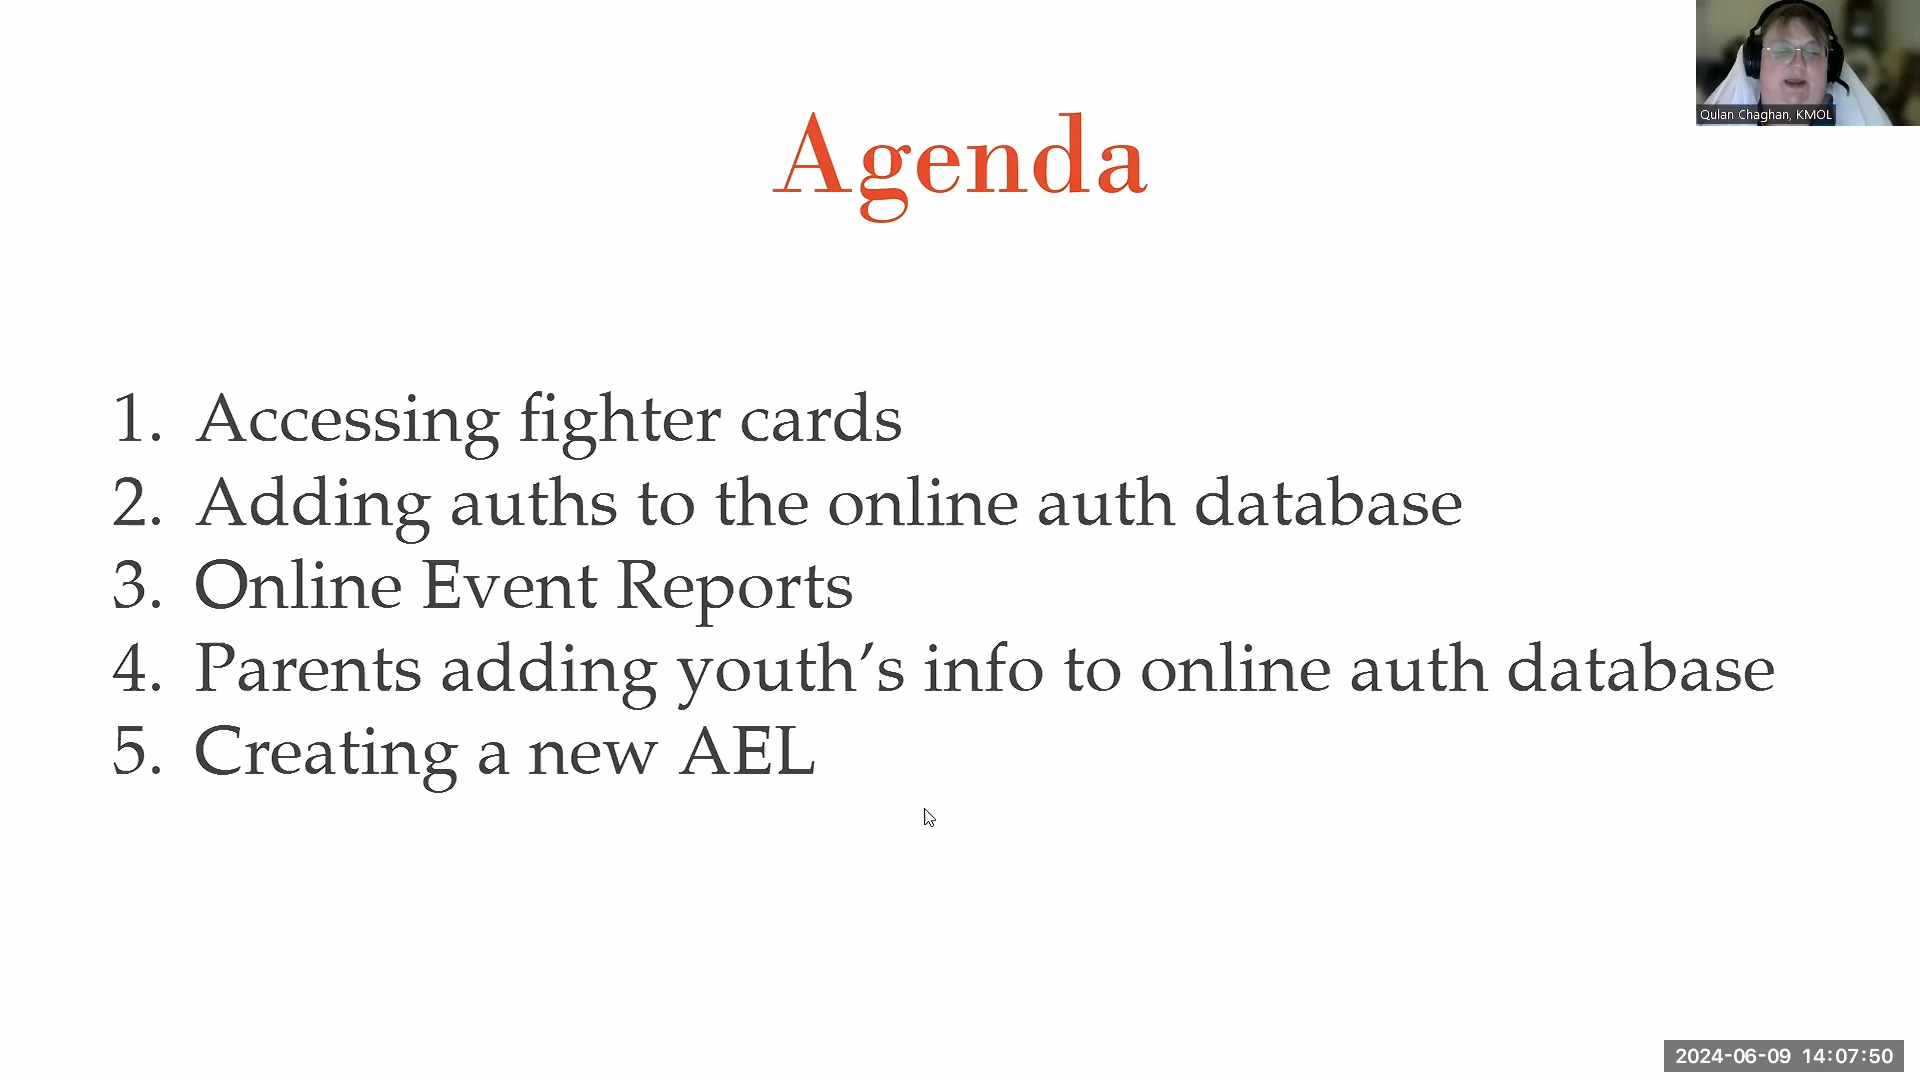 Qulan Chaghan, KMOL
Agenda
1. Accessing fighter cards
2. Adding auths to the online auth database
3. Online Event Reports
4. Parents adding youth’s info to online auth database
5. Creating a new AEL
2024-06-09 14:07:50